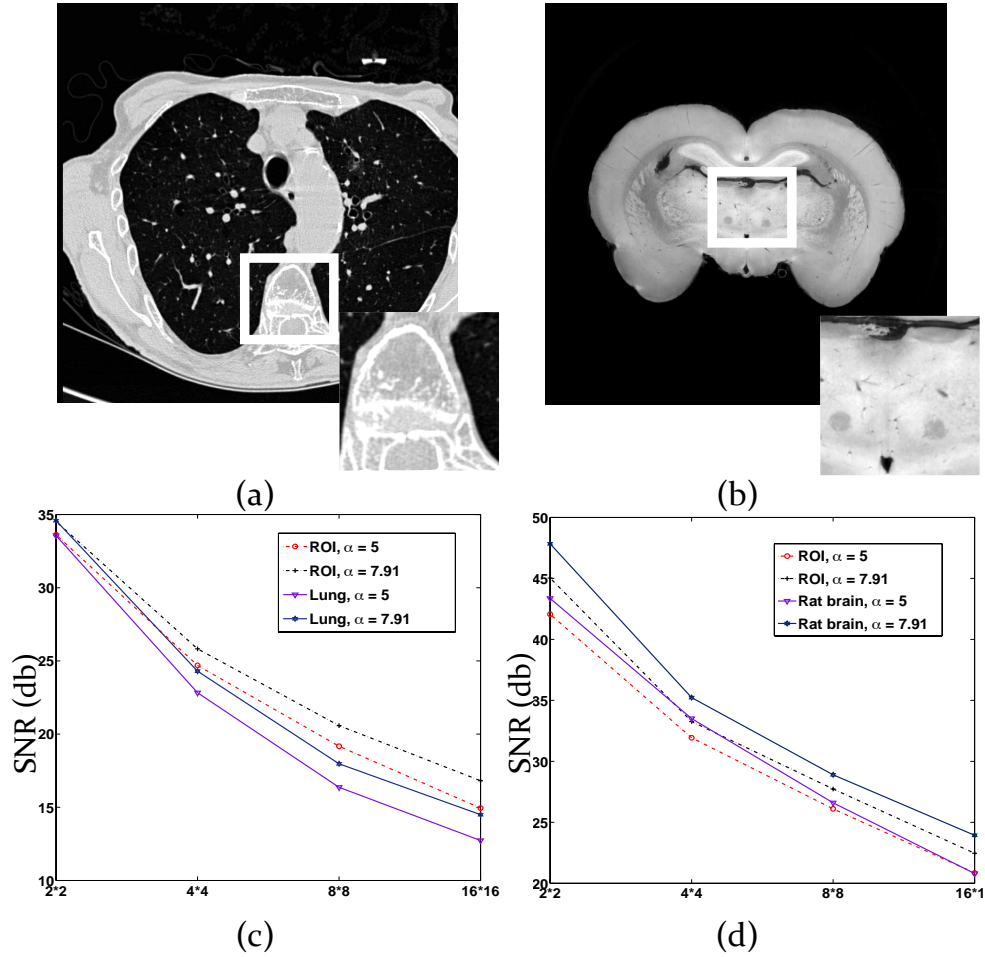 (a)
(b)
35
30
25
20
15
10
SNR (db)
ROI, α = 5
ROI, α = 7.91
Lung, α = 5
Lung, α = 7.91
2*2
4*4
8*8
16*16
(c)
50
45
40
35
30
25
20
SNR (db)
ROI, α = 5
ROI, α = 7.91
Rat brain, α = 5
Rat brain, α = 7.91
2*2
4*4
8*8
16*1
(d)